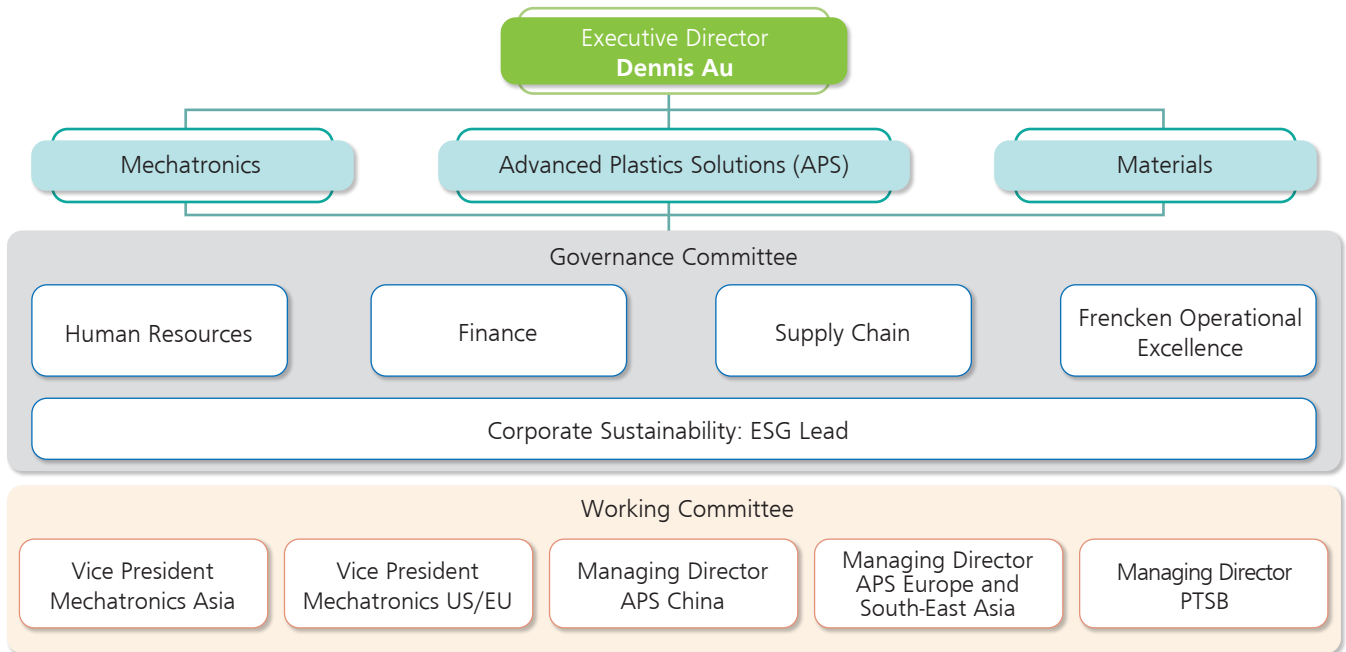 Executive Director
Dennis Au
Mechatronics
Advanced Plastics Solutions (APS)
Materials
Governance Committee
Human Resources
Finance
Supply Chain
Frencken Operational
Excellence
Corporate Sustainability: ESG Lead
Working Committee
Vice President
Mechatronics Asia
Vice President
Mechatronics US/EU
Managing Director
APS China
Managing Director
APS Europe and
South-East Asia
Managing Director
PTSB